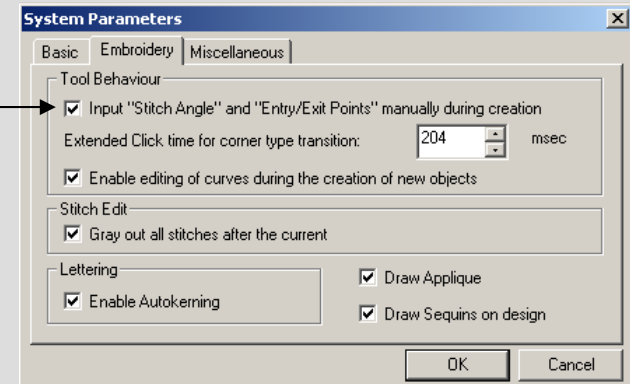 System Parameters
Basic Embroidery Miscellaneous
Tool Behaviour
Input "Stitch Angle" and "Entry/Exit Points" manually during creation
Extended Click time for corner type transition: 204 msec
Enable editing of curves during the creation of new objects
Stitch Edit
Gray out all stitches after the current
Lettering
Enable Autokerning
Draw Applique
Draw Sequins on design
OK Cancel